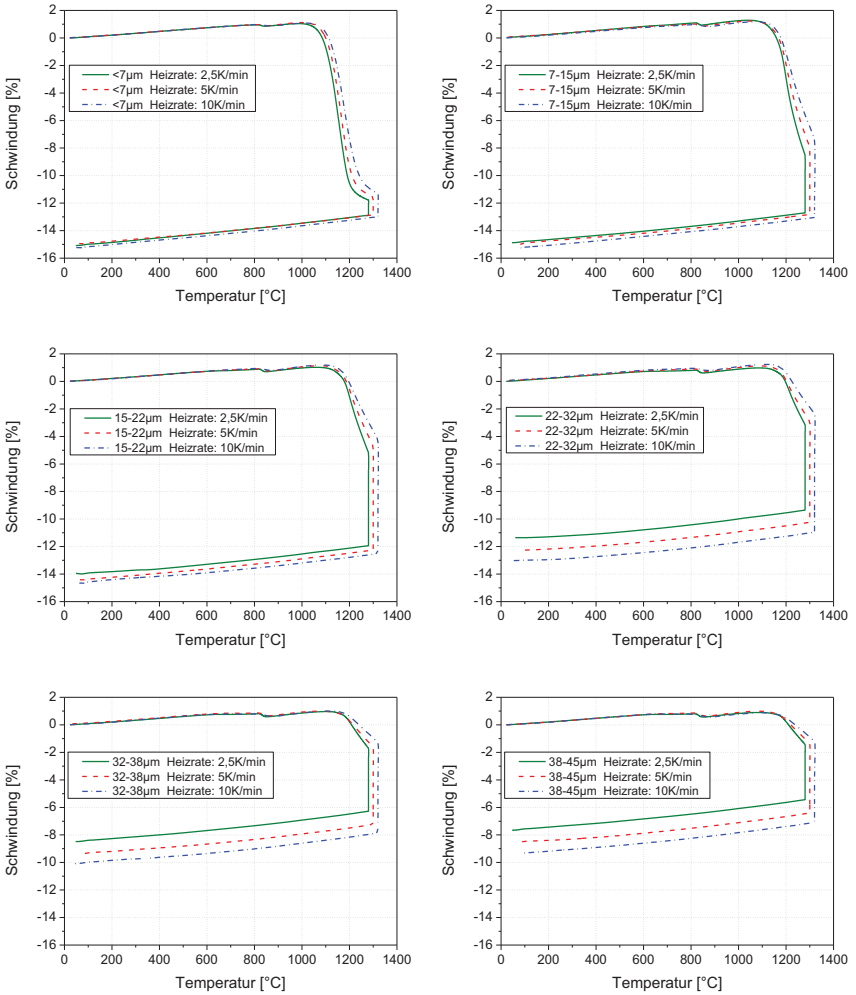 2
0
-2
-4
-6
-8
-10
-12
-14
-16
Schwindung [%]
<7µm Heizrate: 2,5K/min
<7µm Heizrate: 5K/min
<7µm Heizrate: 10K/min
0 200 400 600 800 1000 1200 1400
Temperatur [°C]
2
0
-2
-4
-6
-8
-10
-12
-14
-16
Schwindung [%]
7-15µm Heizrate: 2,5K/min
7-15µm Heizrate: 5K/min
7-15µm Heizrate: 10K/min
0 200 400 600 800 1000 1200 1400
Temperatur [°C]
2
0
-2
-4
-6
-8
-10
-12
-14
-16
Schwindung [%]
15-22µm Heizrate: 2,5K/min
15-22µm Heizrate: 5K/min
15-22µm Heizrate: 10K/min
0 200 400 600 800 1000 1200 1400
Temperatur [°C]
2
0
-2
-4
-6
-8
-10
-12
-14
-16
Schwindung [%]
22-32µm Heizrate: 2,5K/min
22-32µm Heizrate: 5K/min
22-32µm Heizrate: 10K/min
0 200 400 600 800 1000 1200 1400
Temperatur [°C]
2
0
-2
-4
-6
-8
-10
-12
-14
-16
Schwindung [%]
32-38µm Heizrate: 2,5K/min
32-38µm Heizrate: 5K/min
32-38µm Heizrate: 10K/min
0 200 400 600 800 1000 1200 1400
Temperatur [°C]
2
0
-2
-4
-6
-8
-10
-12
-14
-16
Schwindung [%]
38-45µm Heizrate: 2,5K/min
38-45µm Heizrate: 5K/min
38-45µm Heizrate: 10K/min
0 200 400 600 800 1000 1200 1400
Temperatur [°C]